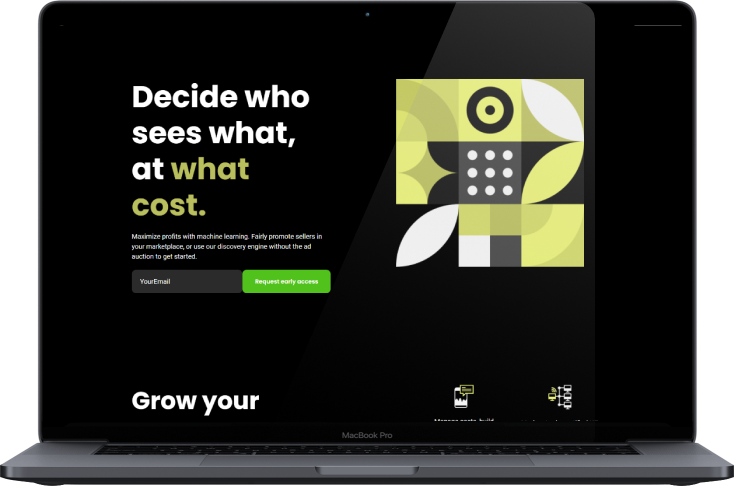 Decide who
sees what,
at what
cost.
Maximize profits with machine learning. Fairly promote sellers in
your marketplace, or use our discovery engine without the ad
auction to get started.
YourEmail
Request early access
Grow your
MacBook Pro